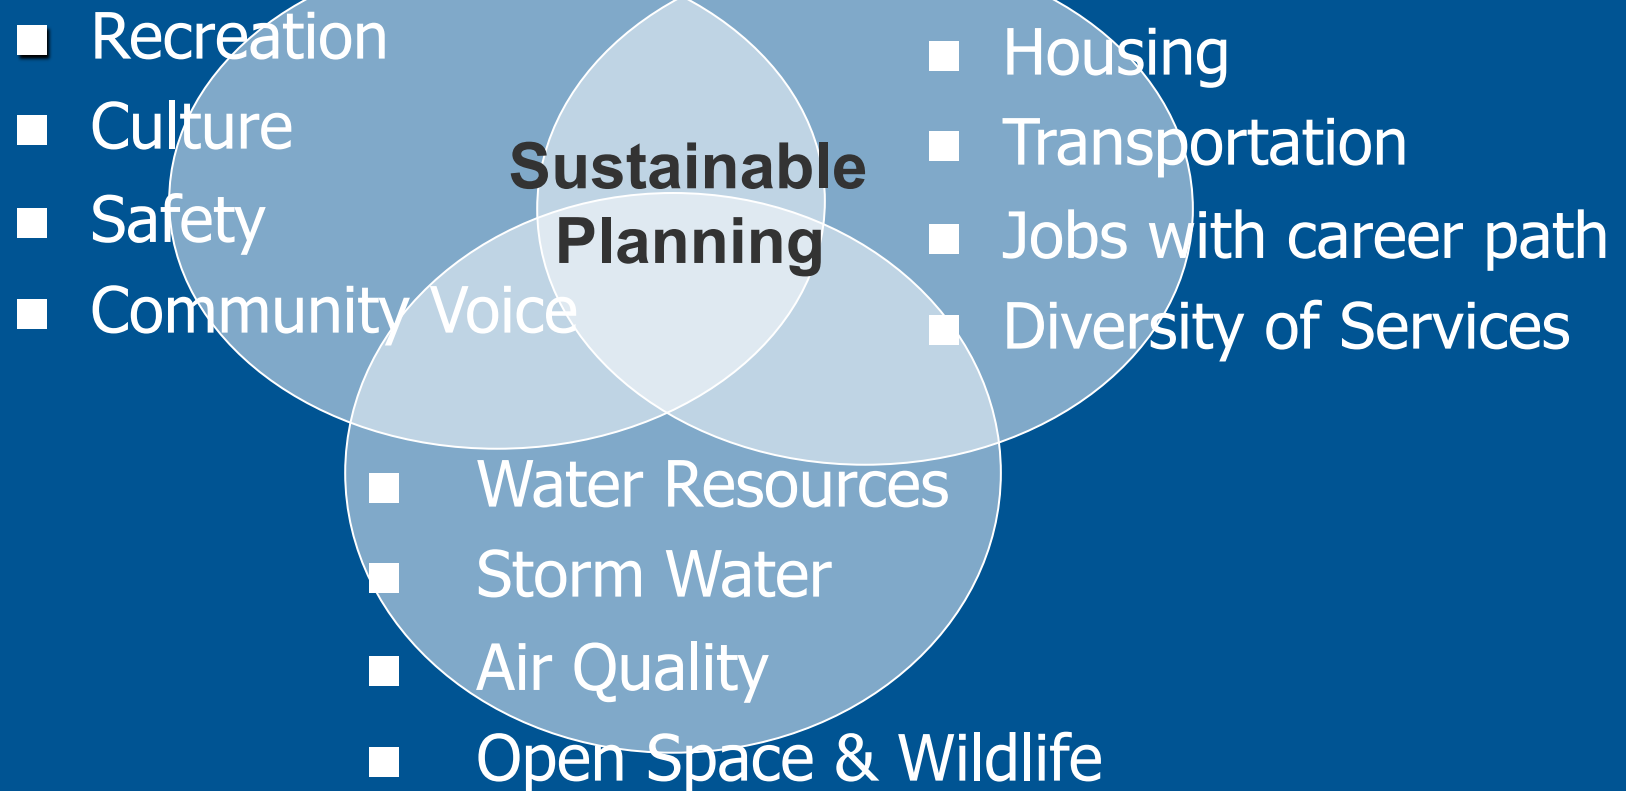 Recreation
Culture
Safety
Community Voice
Sustainable
Planning
Housing
Transportation
Jobs with career path
Diversity of Services
Water Resources
Storm Water
Air Quality
Open Space & Wildlife